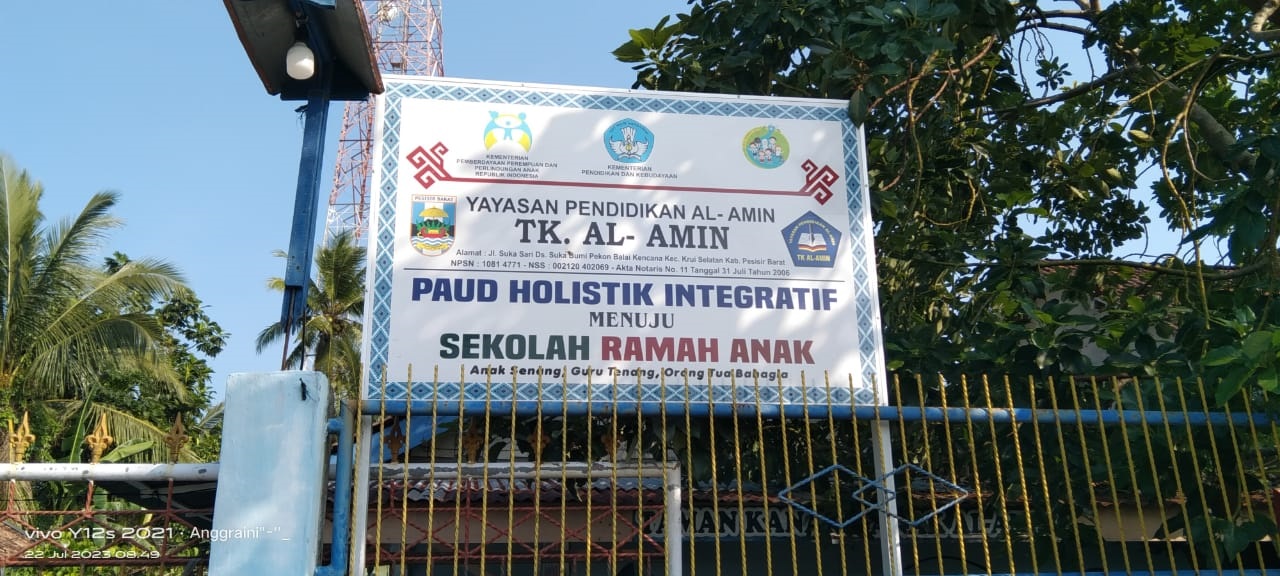 KEMENTERIAN
PEMBERDAYAAN PEREMPUAN DAN
PERLINDUNGAN ANAK
REPUBLIK INDONESIA
KEMENTERIAN
PENDIDIKAN DAN KEBUDAYAAN
PESISIR BARAT
YAYASAN PENDIDIKAN AL- AMIN
TK. AL- AMIN
TK AL-AMIN
Alamat : Jl. Suka Sari Ds. Suka Bumi Pekon Balai Kencana Kec. Krui Selatan Kab. Pesisir Barat
NPSN : 1081 4771 - NSS : 002120 402069 - Akta Notaris No. 11 Tanggal 31 Juli Tahun 2006
PAUD HOLISTIK INTEGRATIF
MENUJU
SEKOLAH RAMAH ANAK
Anak Senang, Guru Tenang, Orang Tua Bahagia
TAMAN
vivo Y12s 2021 · Anggraini"-"_
22 Jul 2023 08:49